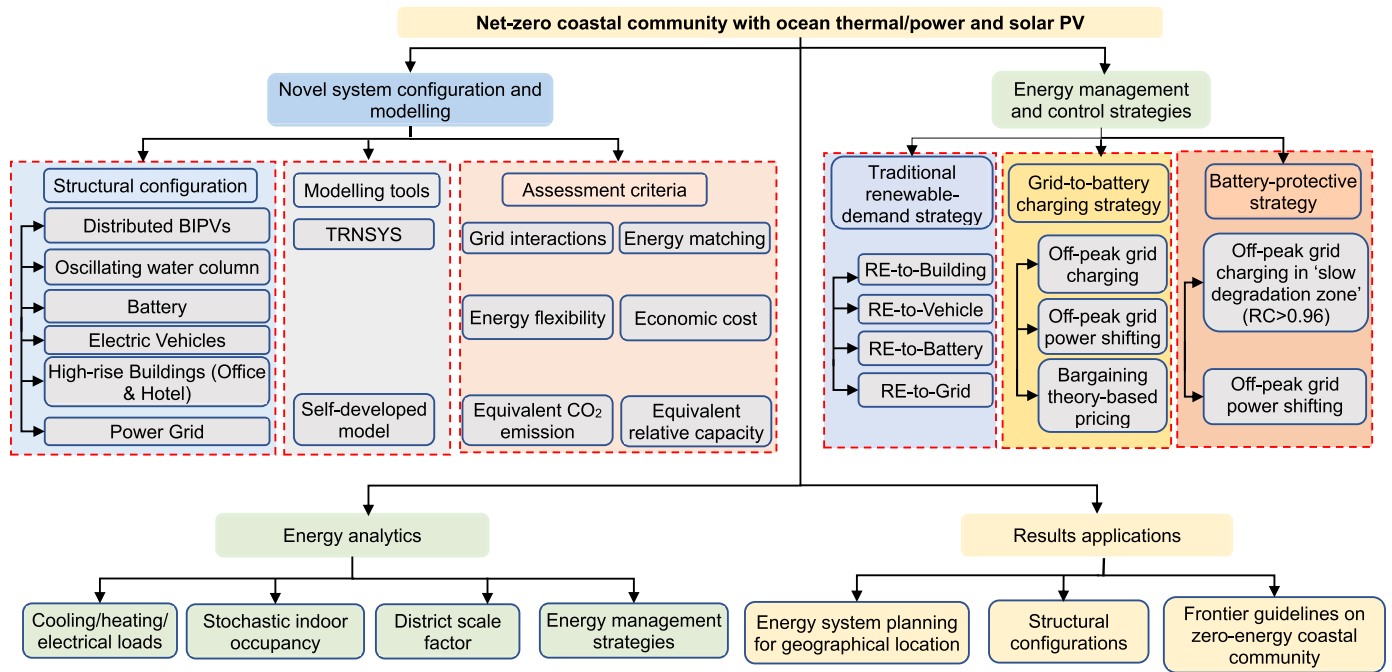 Net-zero coastal community with ocean thermal/power and solar PV
Novel system configuration and
modelling
Energy management
and control strategies
Structural configuration
Distributed BIPVs
Oscillating water column
Battery
Electric Vehicles
High-rise Buildings (Office
& Hotel)
Power Grid
Modelling tools
TRNSYS
Self-developed
model
Assessment criteria
Grid interactions
Energy matching
Energy flexibility
Economic cost
Equivalent CO₂
emission
Equivalent
relative capacity
Traditional
renewable-
demand strategy
RE-to-Building
RE-to-Vehicle
RE-to-Battery
RE-to-Grid
Grid-to-battery
charging strategy
Off-peak grid
charging
Off-peak grid
power shifting
Bargaining
theory-based
pricing
Battery-protective
strategy
Off-peak grid
charging in ‘slow
degradation zone’
(RC>0.96)
Off-peak grid
power shifting
Energy analytics
Cooling/heating/
electrical loads
Stochastic indoor
occupancy
District scale
factor
Energy management
strategies
Results applications
Energy system planning
for geographical location
Structural
configurations
Frontier guidelines on
zero-energy coastal
community